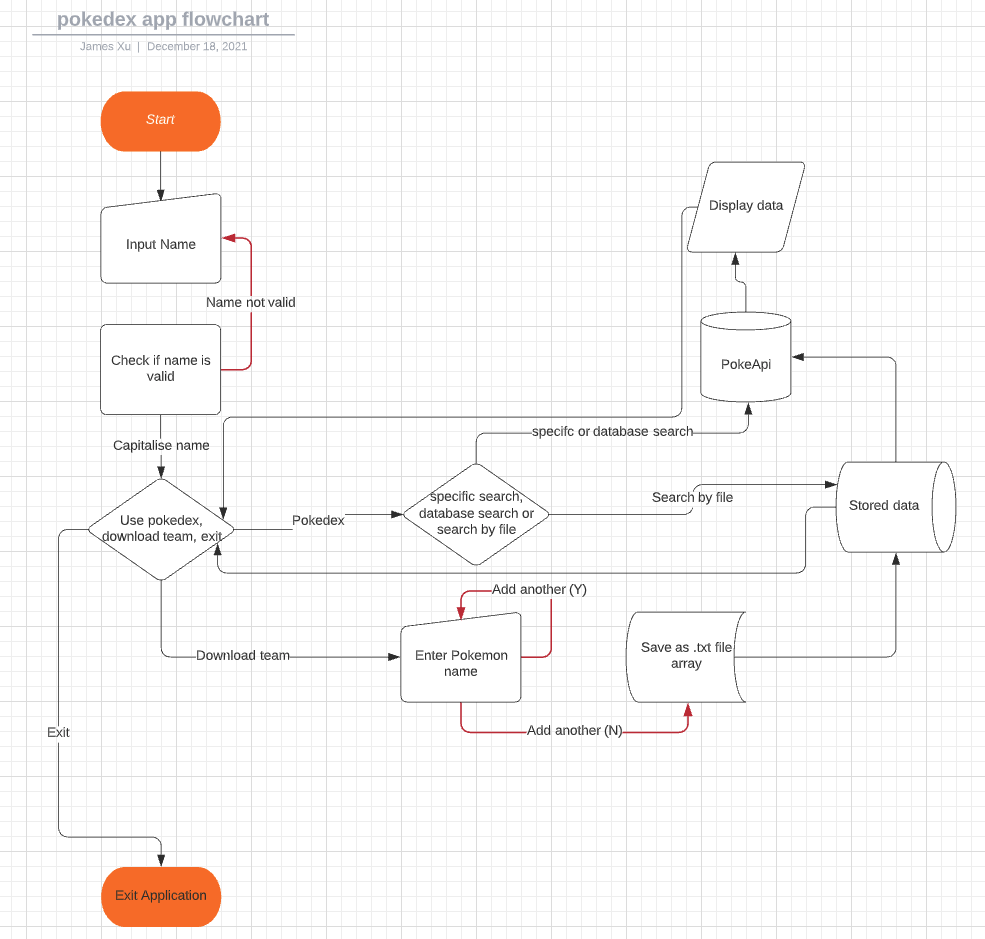 pokedex app flowchart
James Xu | December 18, 2021
Start
Input Name
Name not valid
Check if name is
valid
Capitalise name
Use pokedex,
download team, exit
Pokedex
specific search,
database search or
search by file
specifc or database search
Search by file
Display data
PokeApi
Stored data
Download team
Add another (Y)
Enter Pokemon
name
Add another (N)
Save as .txt file
array
Exit
Exit Application